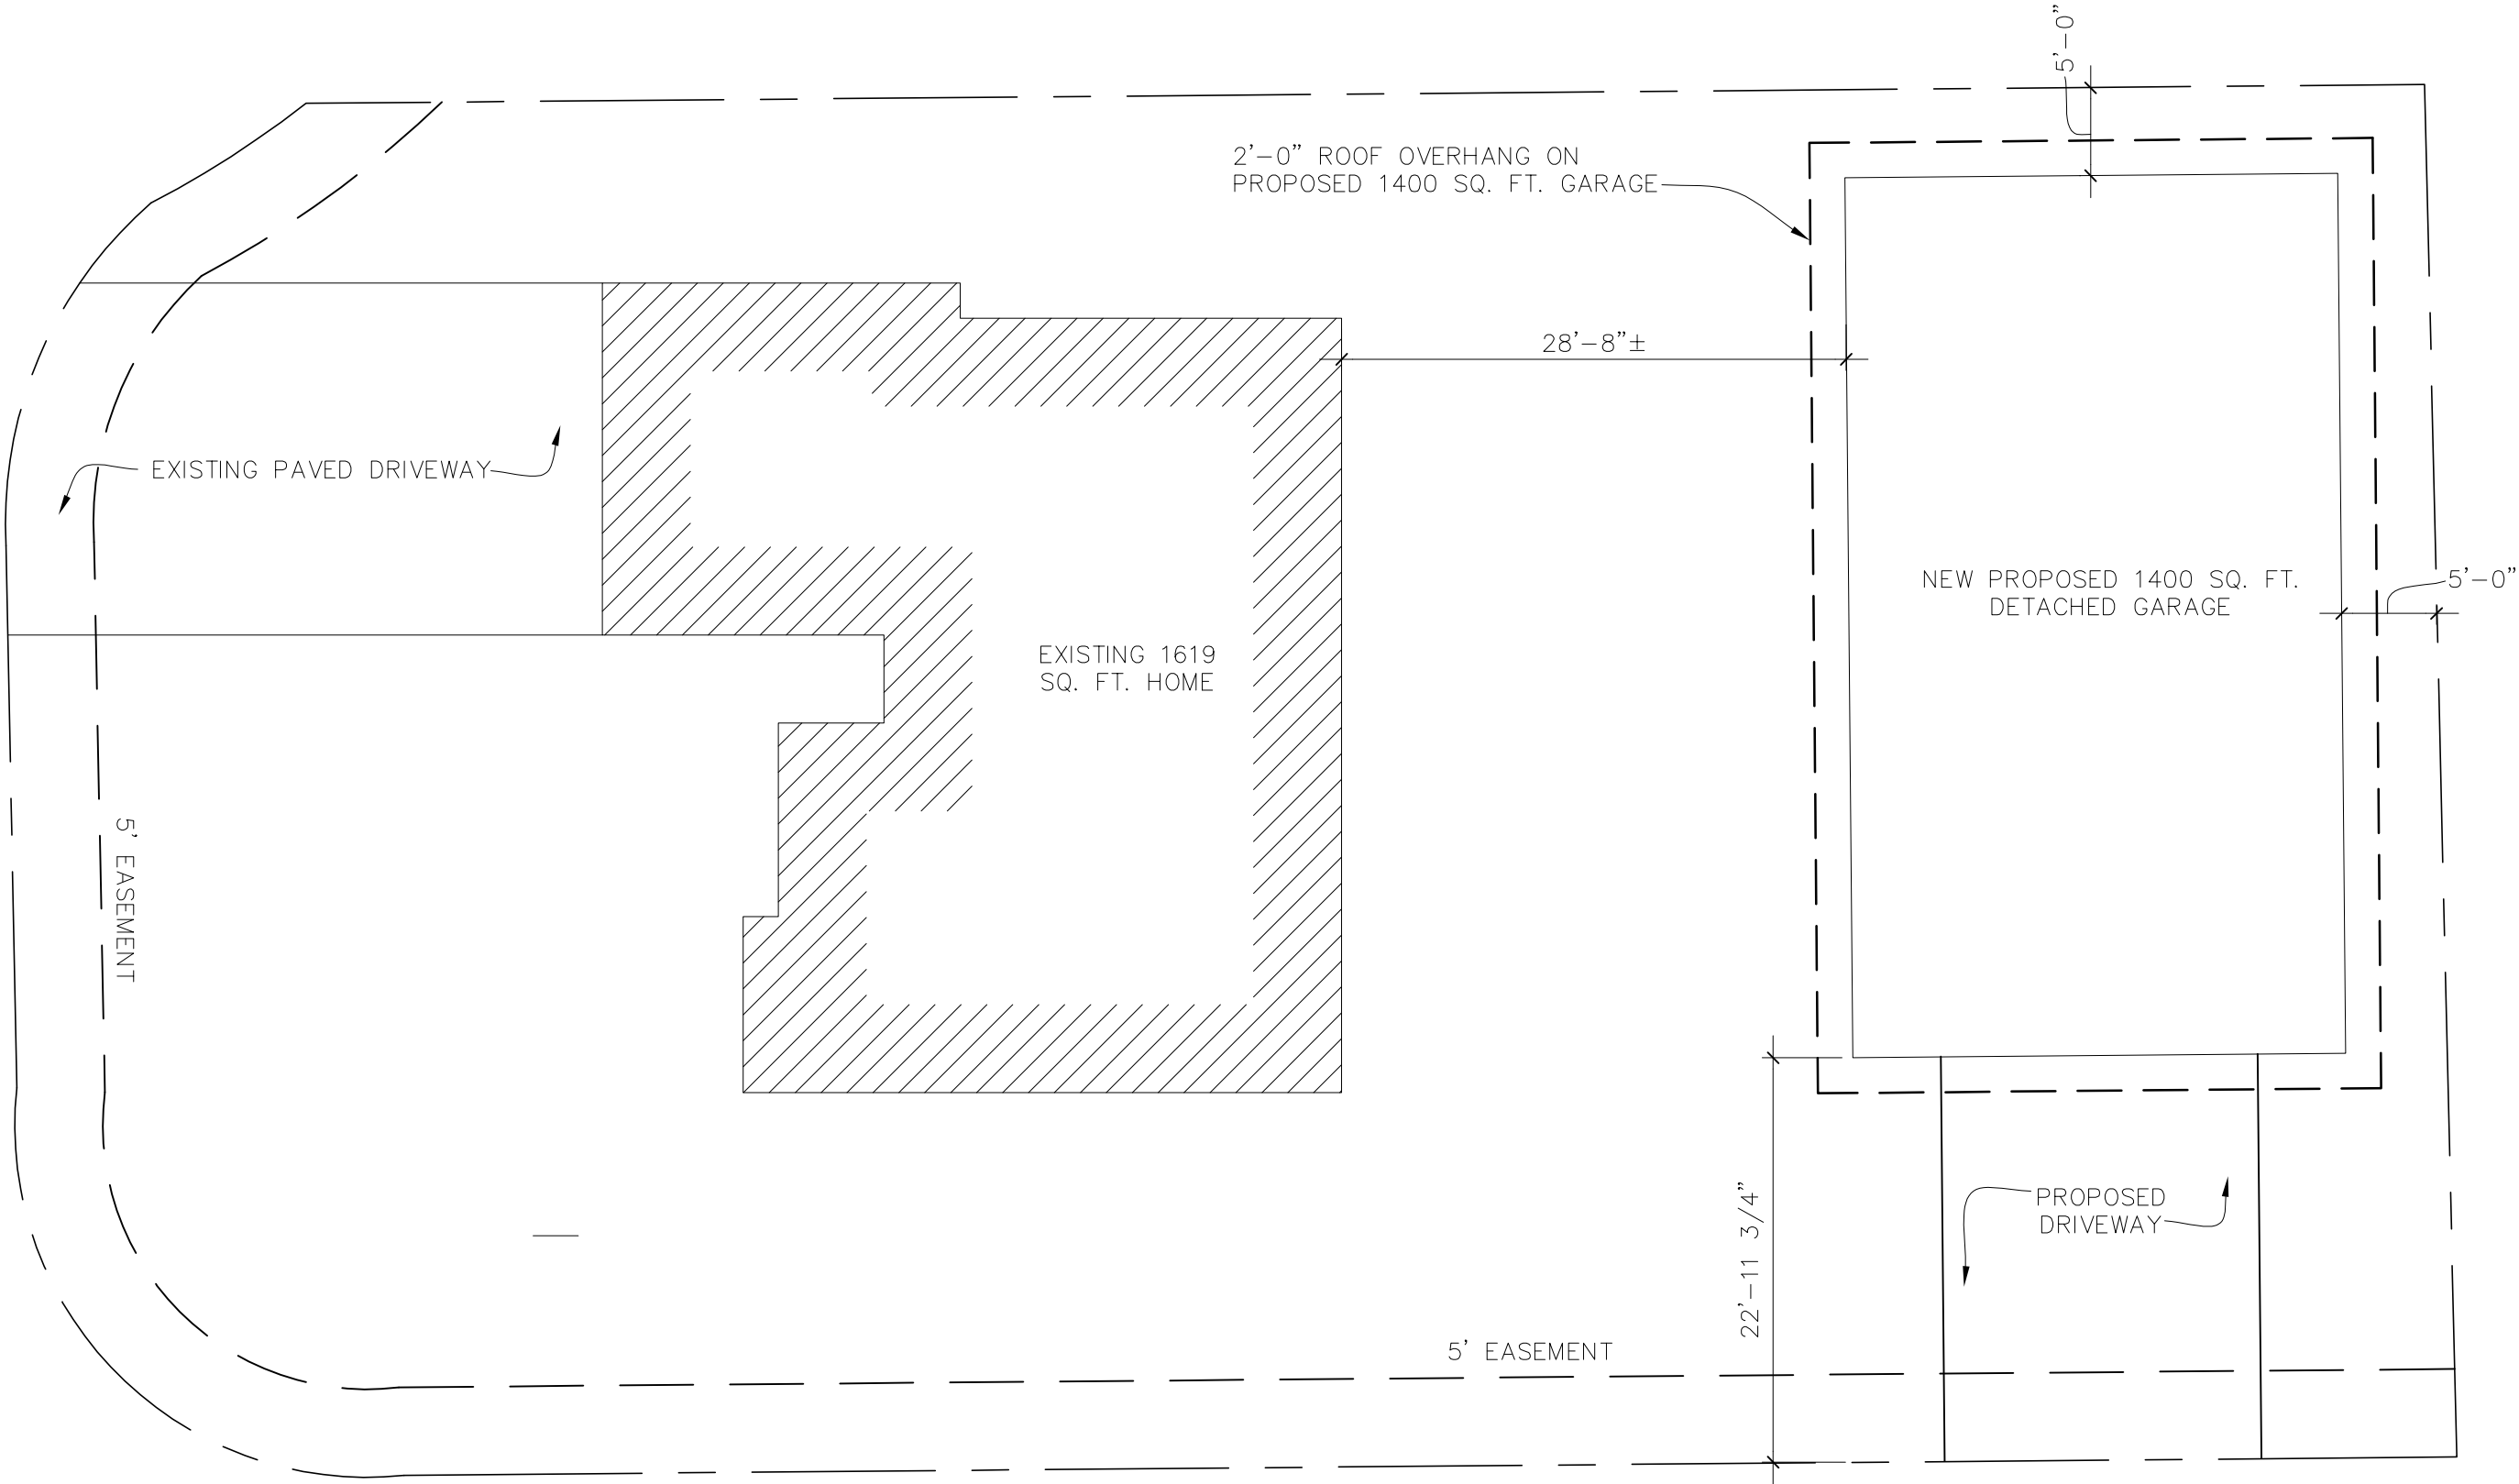 5'-0"
2'-0" ROOF OVERHANG ON
PROPOSED 1400 SQ. FT. GARAGE
28'-8"±
EXISTING PAVED DRIVEWAY
NEW PROPOSED 1400 SQ. FT.
DETACHED GARAGE
5'-0"
EXISTING 1619
SQ. FT. HOME
5' EASEMENT
PROPOSED
DRIVEWAY
22'-11 3/4"
5' EASEMENT